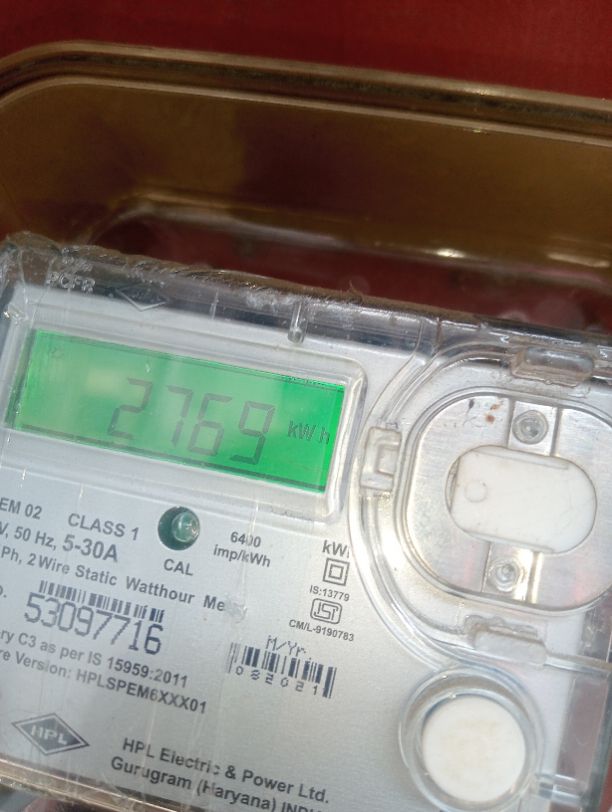 2769 kWh
EM 02 CLASS 1
V, 50 Hz, 5-30A
CAL
6400
imp/kWh
Ph, 2 Wire Static Watthour Me
IS:13779
CM/L-9190783
53097716
M/Yr.
082021
ry C3 as per IS 15959:2011
re Version: HPLSPEM6XXX01
HPL
HPL Electric & Power Ltd.
Gurugram (Haryana) INDI